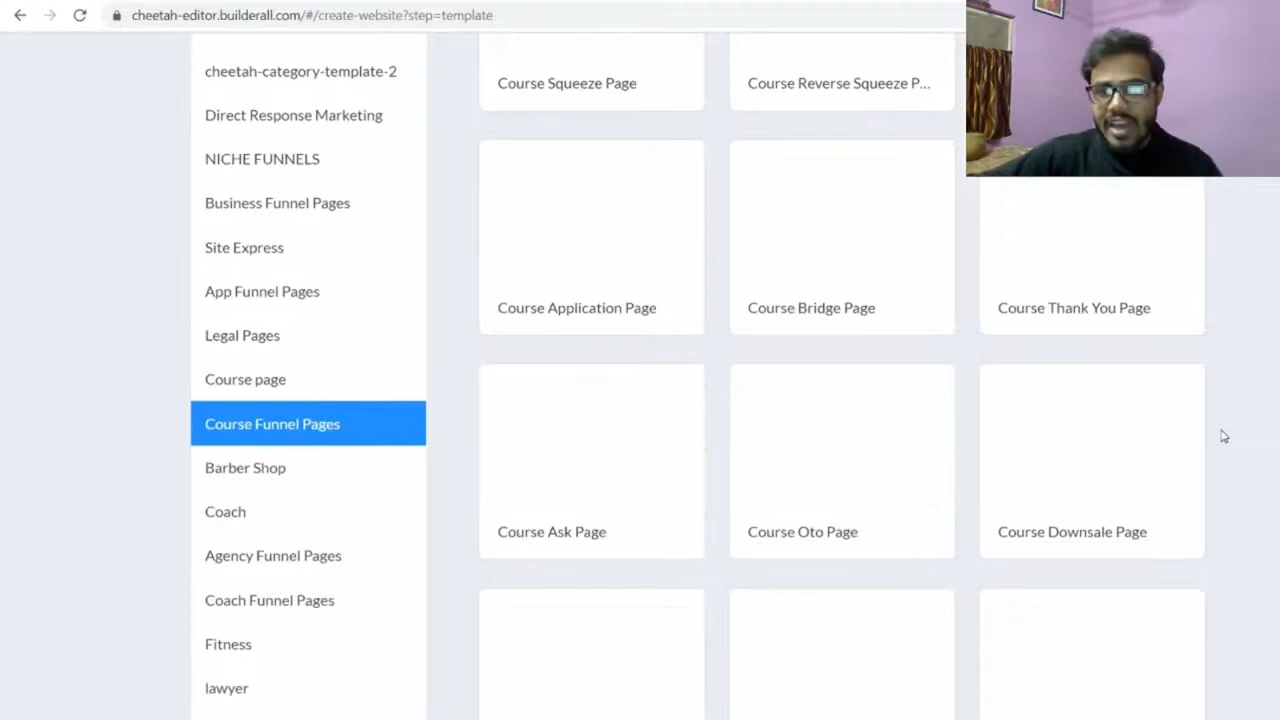 cheetah-editor.builderall.com/#/create-website?step=template
cheetah-category-template-2
Direct Response Marketing
NICHE FUNNELS
Business Funnel Pages
Site Express
App Funnel Pages
Legal Pages
Course page
Course Funnel Pages
Barber Shop
Coach
Agency Funnel Pages
Coach Funnel Pages
Fitness
lawyer
Course Squeeze Page
Course Reverse Squeeze P...
Course Application Page
Course Bridge Page
Course Thank You Page
Course Ask Page
Course Oto Page
Course Downsale Page